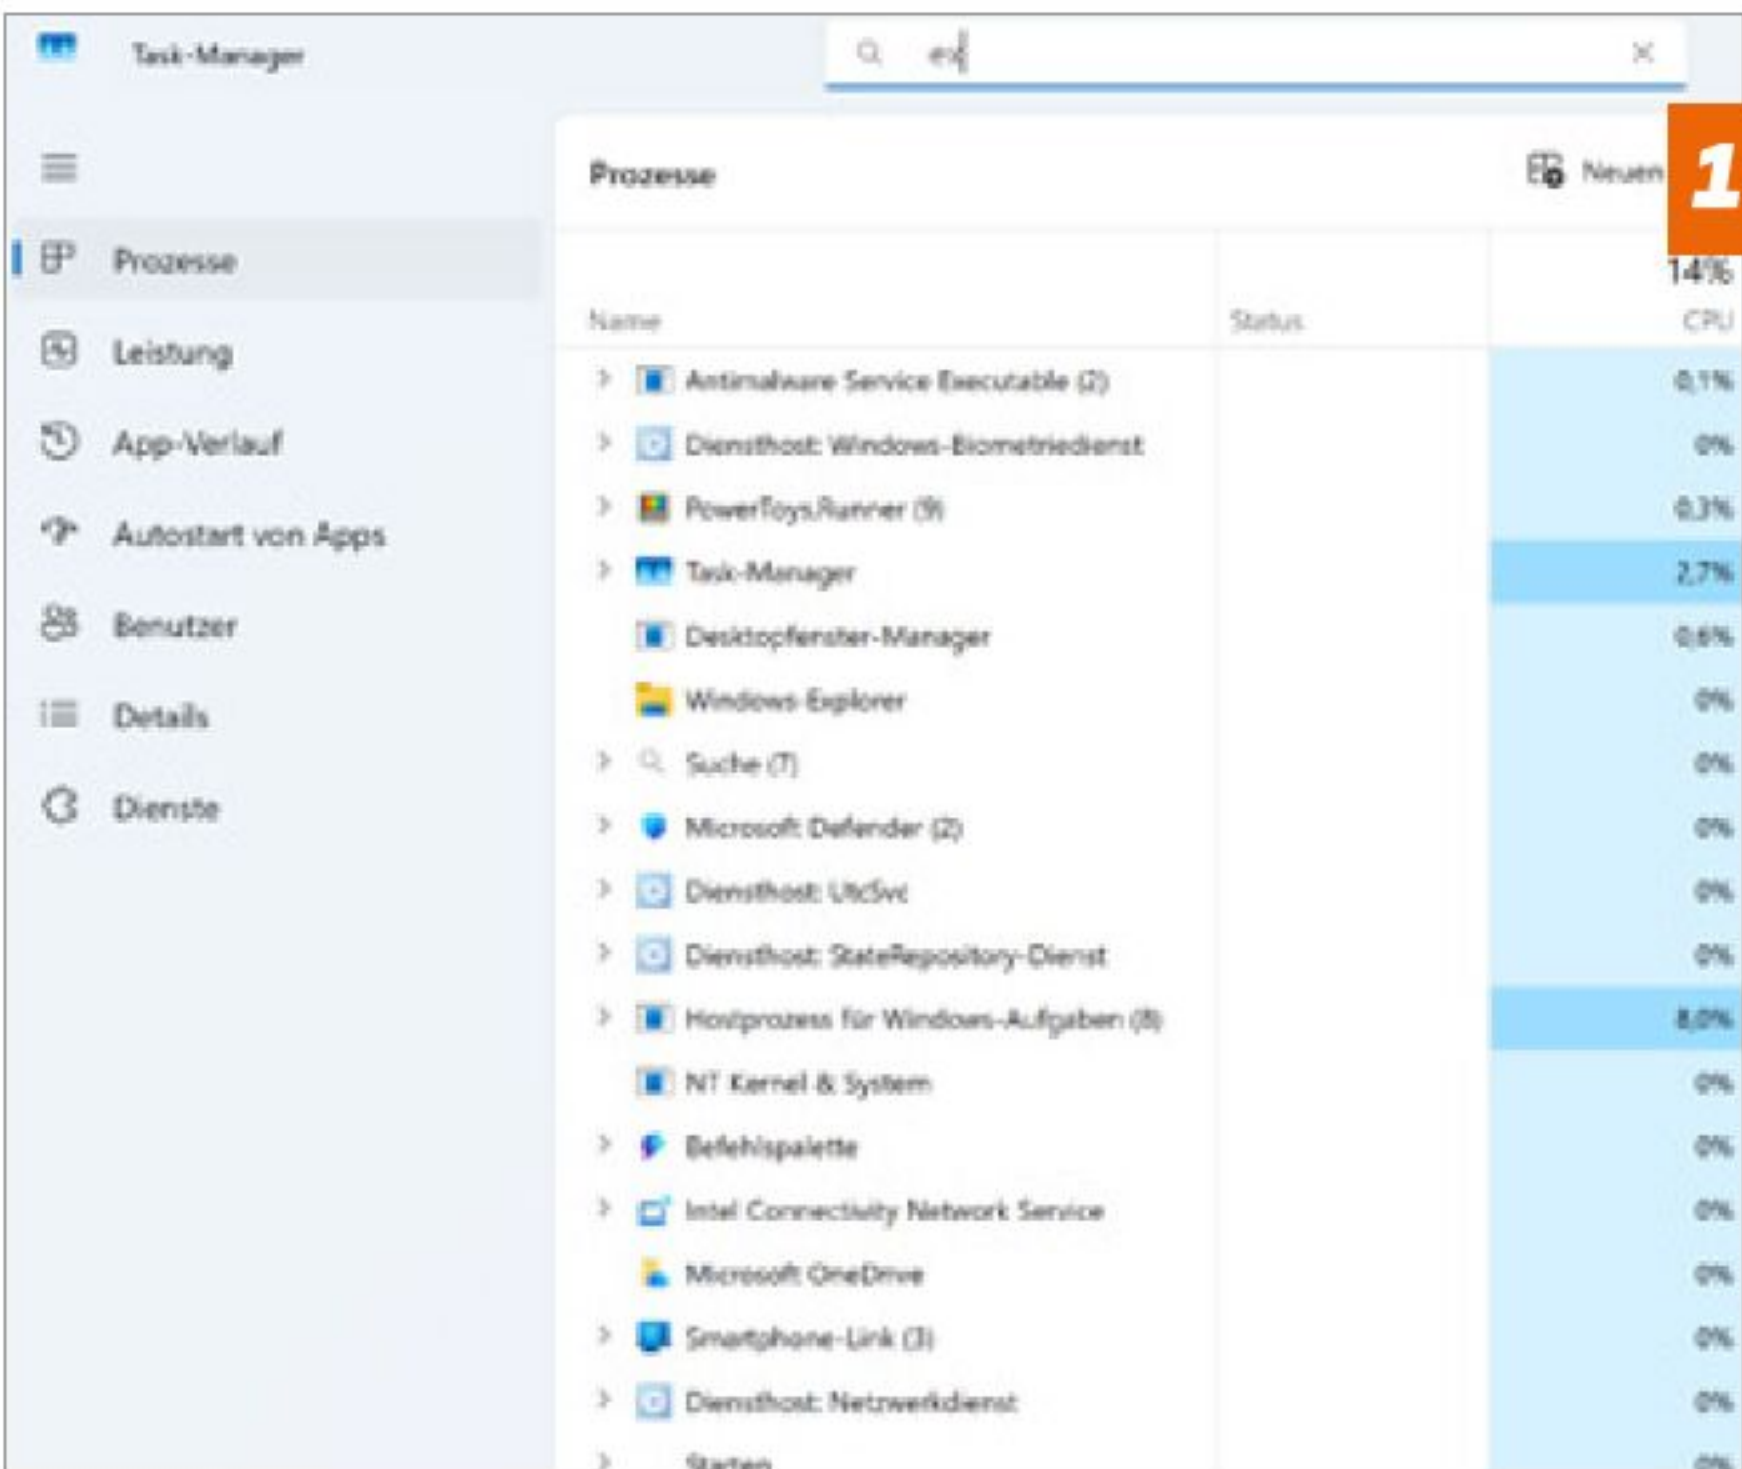 Task-Manager
ex
Prozesse
Neuen
1
Prozesse
Leistung
App-Verlauf
Autostart von Apps
Benutzer
Details
Dienste
14%
Name Status CPU
Antimalware Service Executable (2) 0,1%
Diensthost: Windows-Biometriedienst 0%
PowerToys.Runner (9) 0,3%
Task-Manager 2,7%
Desktopfenster-Manager 0,6%
Windows-Explorer 0%
Suche (7) 0%
Microsoft Defender (2) 0%
Diensthost: UtcSvc 0%
Diensthost: StateRepository-Dienst 0%
Hostprozess für Windows-Aufgaben (8) 8,0%
NT Kernel & System 0%
Befehlspalette 0%
Intel Connectivity Network Service 0%
Microsoft OneDrive 0%
Smartphone-Link (3) 0%
Diensthost: Netzwerkdienst 0%
Starten 0%